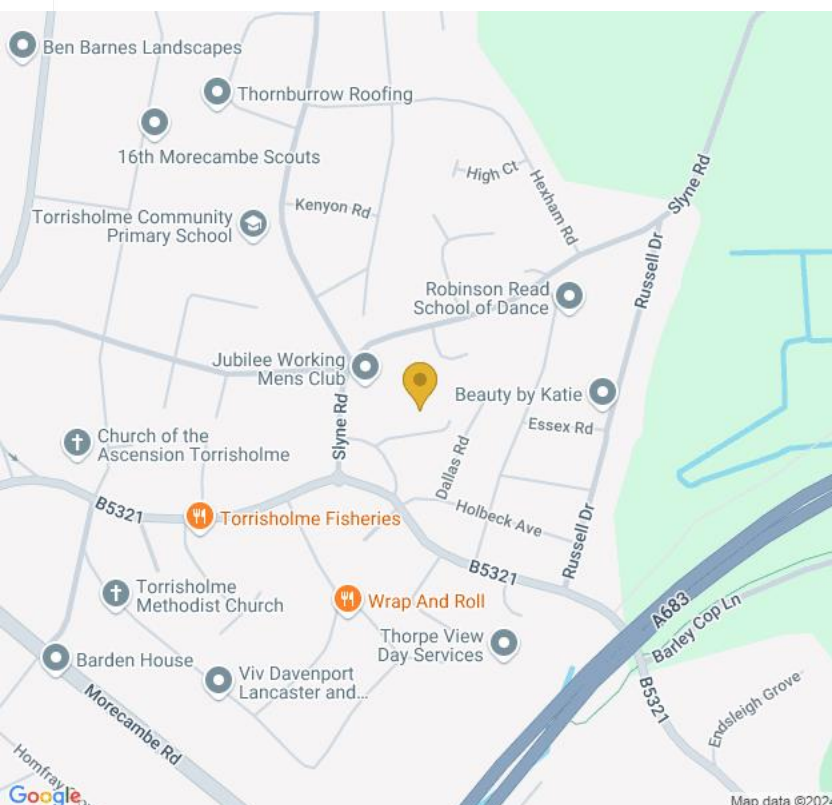 Ben Barnes Landscapes
Thornburrow Roofing
16th Morecambe Scouts
High Ct
Hexham Rd
Slyne Rd
Kenyon Rd
Torrisholme Community
Primary School
Russell Dr
Robinson Read
School of Dance
Jubilee Working
Mens Club
Beauty by Katie
Essex Rd
Slyne Rd
Church of the
Ascension Torrisholme
Dallas Rd
B5321
Torrisholme Fisheries
Holbeck Ave
Russell Dr
B5321
Torrisholme
Methodist Church
Wrap And Roll
A683
Barley Cop Ln
Thorpe View
Day Services
Barden House
Viv Davenport
Lancaster and...
B5321
Endsleigh Grove
Morecambe Rd
Google
Map data ©2024